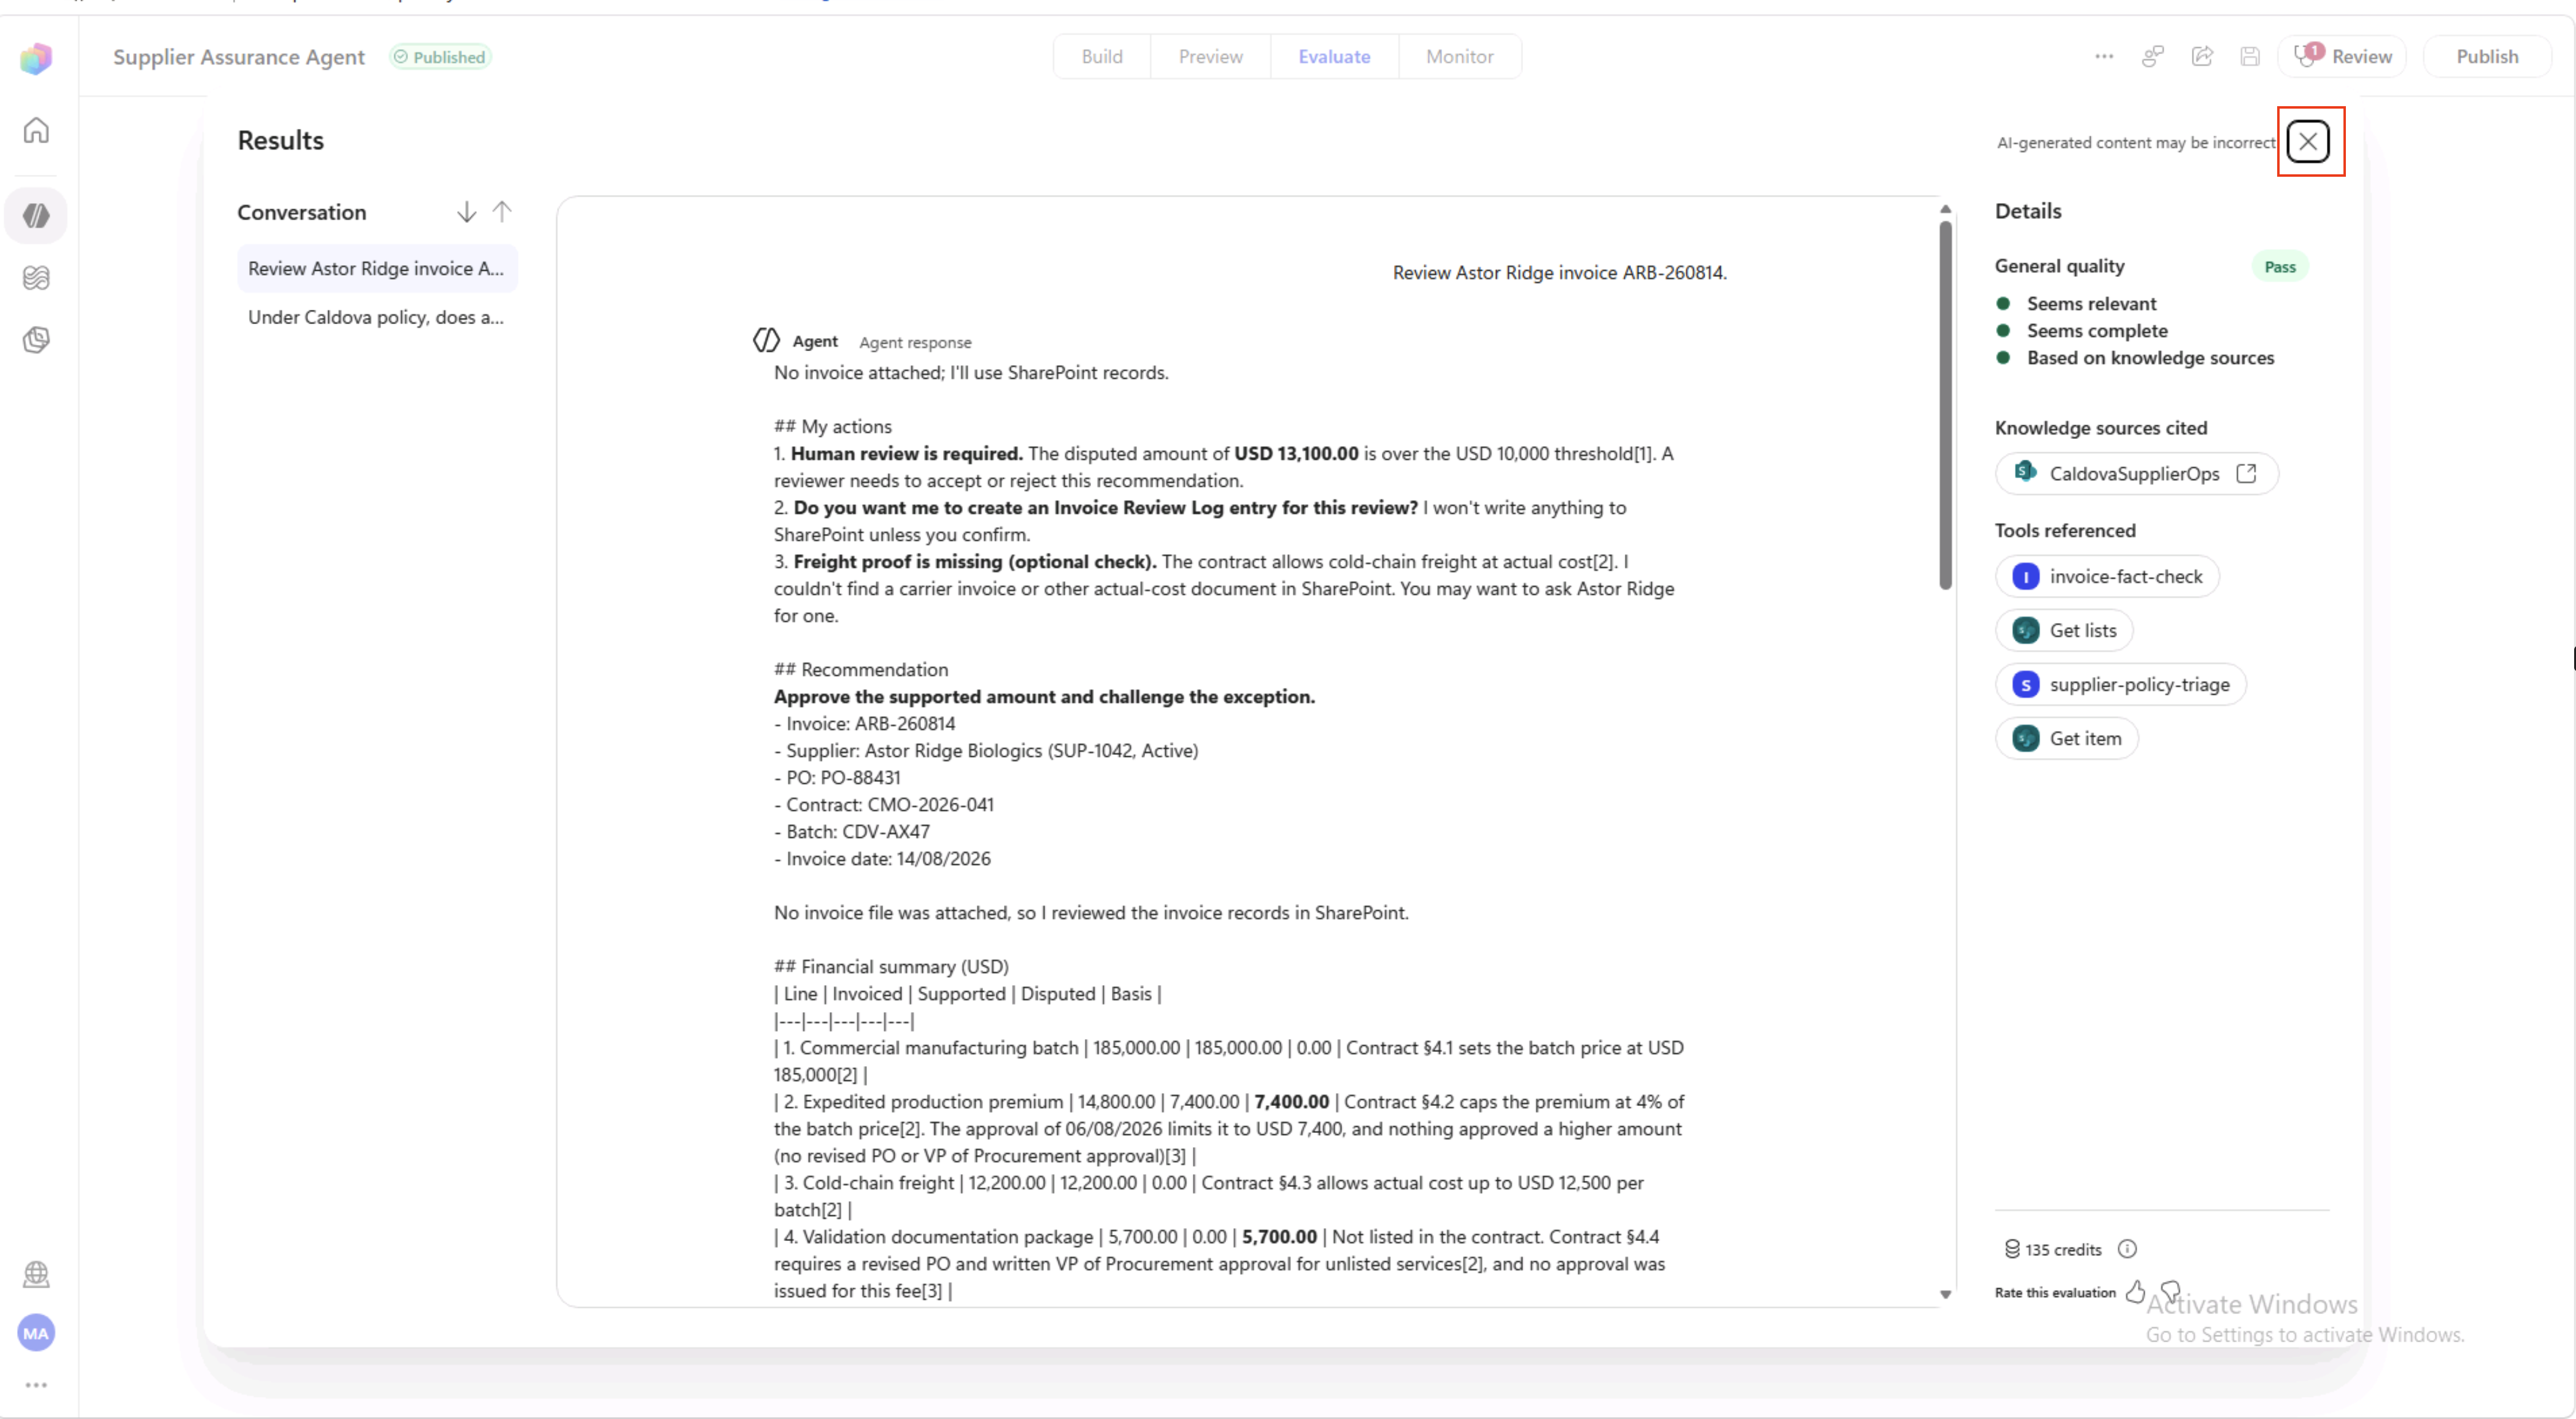 Supplier Assurance Agent
Published
Build
Preview
Evaluate
Monitor
1
Review
Publish
Results
AI-generated content may be incorrect
Conversation
Review Astor Ridge invoice A...
Under Caldova policy, does a...
Review Astor Ridge invoice ARB-260814.
Agent Agent response
No invoice attached; I'll use SharePoint records.
## My actions
1. Human review is required. The disputed amount of USD 13,100.00 is over the USD 10,000 threshold[1]. A
reviewer needs to accept or reject this recommendation.
2. Do you want me to create an Invoice Review Log entry for this review? I won't write anything to
SharePoint unless you confirm.
3. Freight proof is missing (optional check). The contract allows cold-chain freight at actual cost[2]. I
couldn't find a carrier invoice or other actual-cost document in SharePoint. You may want to ask Astor Ridge
for one.
## Recommendation
Approve the supported amount and challenge the exception.
- Invoice: ARB-260814
- Supplier: Astor Ridge Biologics (SUP-1042, Active)
- PO: PO-88431
- Contract: CMO-2026-041
- Batch: CDV-AX47
- Invoice date: 14/08/2026
No invoice file was attached, so I reviewed the invoice records in SharePoint.
## Financial summary (USD)
| Line | Invoiced | Supported | Disputed | Basis |
|---|---|---|---|---|
| 1. Commercial manufacturing batch | 185,000.00 | 185,000.00 | 0.00 | Contract §4.1 sets the batch price at USD
185,000[2] |
| 2. Expedited production premium | 14,800.00 | 7,400.00 | 7,400.00 | Contract §4.2 caps the premium at 4% of
the batch price[2]. The approval of 06/08/2026 limits it to USD 7,400, and nothing approved a higher amount
(no revised PO or VP of Procurement approval)[3] |
| 3. Cold-chain freight | 12,200.00 | 12,200.00 | 0.00 | Contract §4.3 allows actual cost up to USD 12,500 per
batch[2] |
| 4. Validation documentation package | 5,700.00 | 0.00 | 5,700.00 | Not listed in the contract. Contract §4.4
requires a revised PO and written VP of Procurement approval for unlisted services[2], and no approval was
issued for this fee[3] |
Details
General quality
Pass
Seems relevant
Seems complete
Based on knowledge sources
Knowledge sources cited
CaldovaSupplierOps
Tools referenced
I invoice-fact-check
Get lists
S supplier-policy-triage
Get item
135 credits
Rate this evaluation
Activate Windows
Go to Settings to activate Windows.
MA